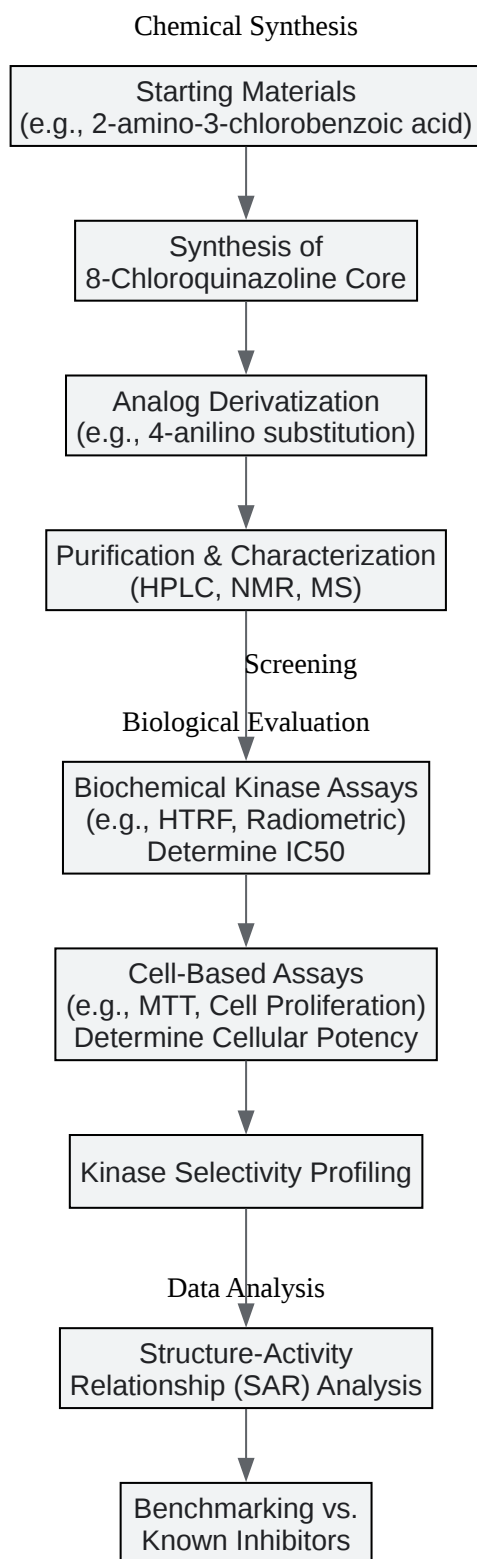 Chemical Synthesis
Starting Materials
(e.g., 2-amino-3-chlorobenzoic acid)
Synthesis of
8-Chloroquinazoline Core
Analog Derivatization
(e.g., 4-anilino substitution)
Purification & Characterization
(HPLC, NMR, MS)
Screening
Biological Evaluation
Biochemical Kinase Assays
(e.g., HTRF, Radiometric)
Determine IC50
Cell-Based Assays
(e.g., MTT, Cell Proliferation)
Determine Cellular Potency
Kinase Selectivity Profiling
Data Analysis
Structure-Activity
Relationship (SAR) Analysis
Benchmarking vs.
Known Inhibitors